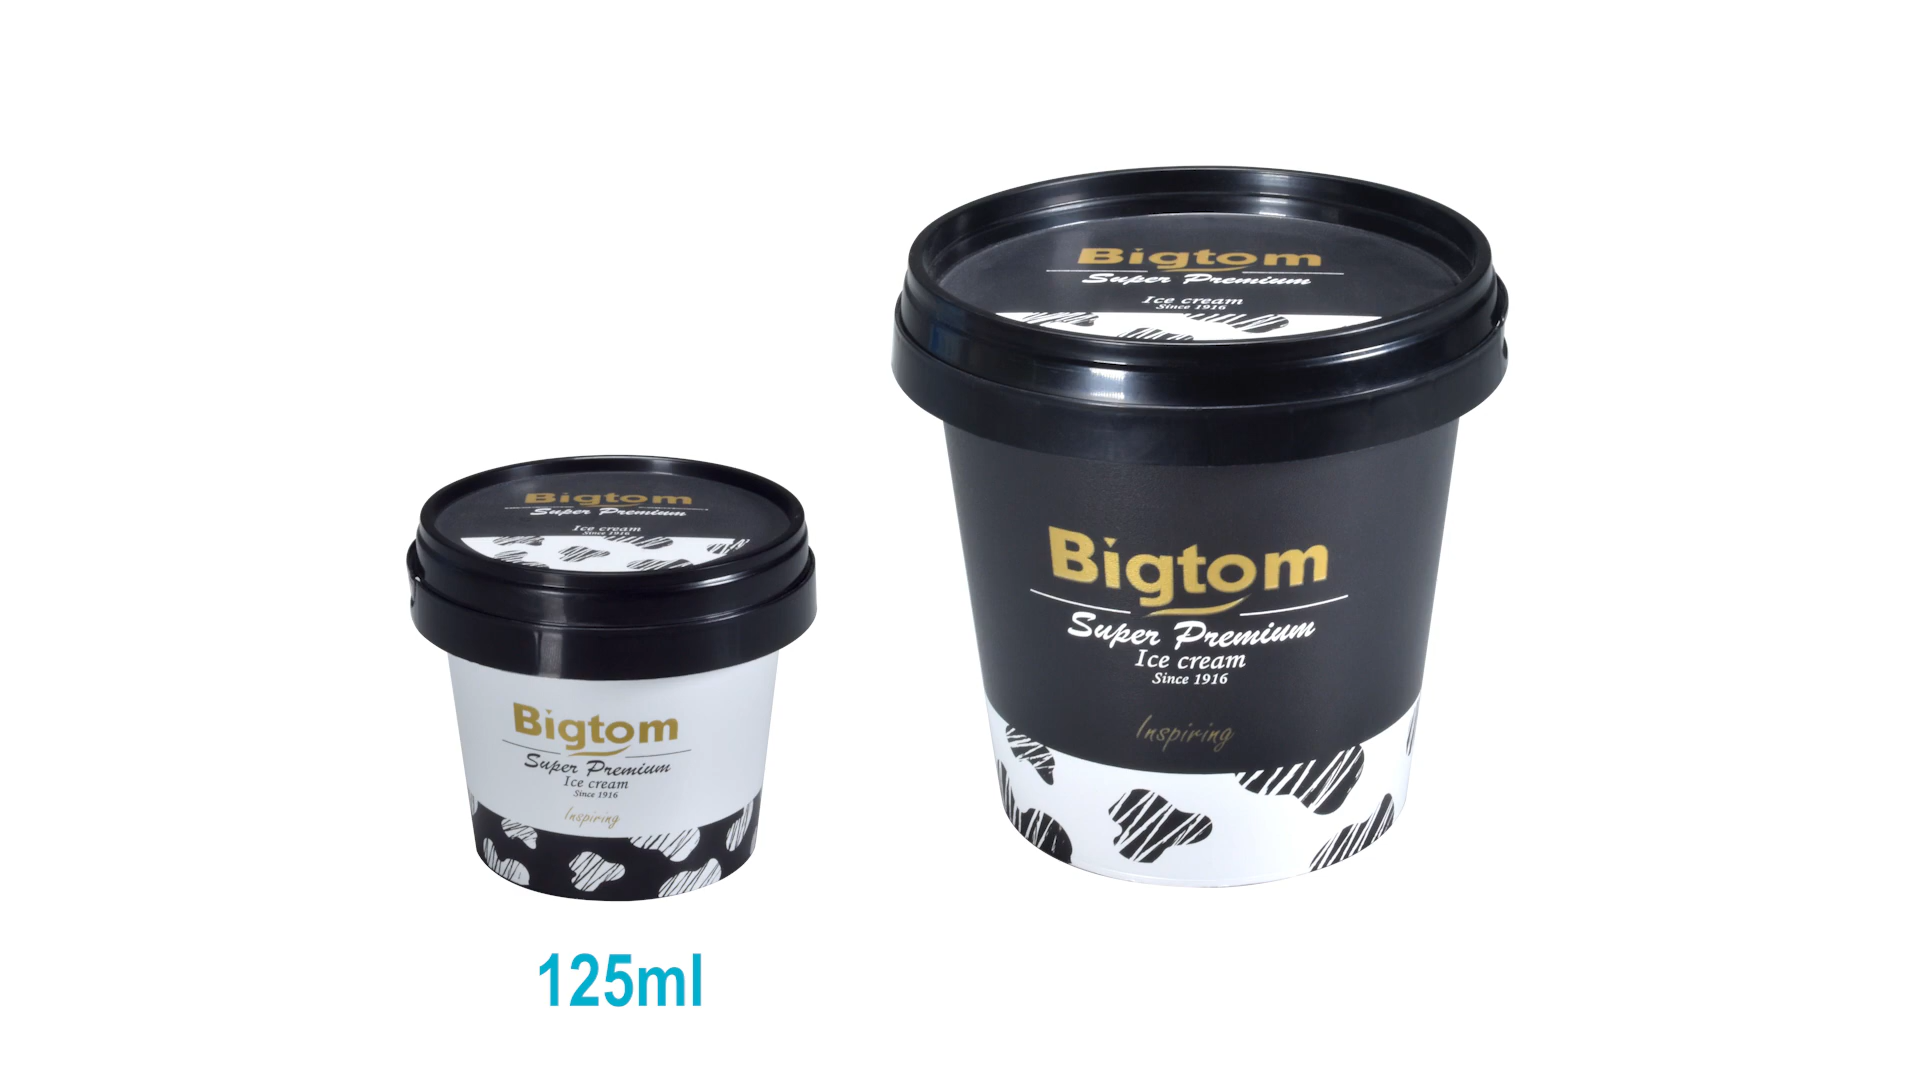 Bigtom
Super Premium
Ice cream
Since 1916
Bigtom
Super Premium
Ice cream
Since 1916
Inspiring
125ml
Bigtom
Super Premium
Ice cream
Since 1916
Bigtom
Super Premium
Ice cream
Since 1916
Inspiring